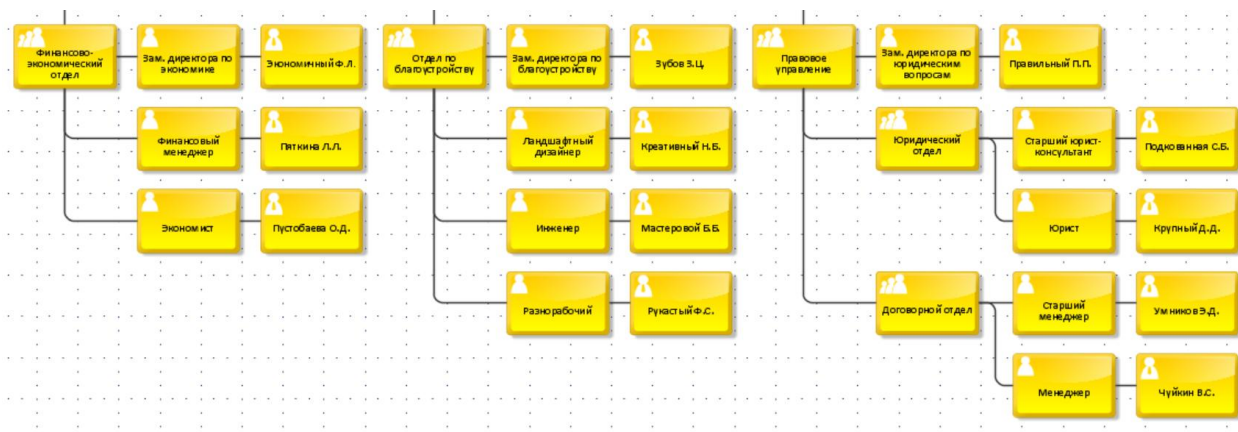 Финансово-
экономический
отдел
Зам. директора по
экономике
Экономичный Ф.Л.
Финансовый
менеджер
Пяткина Л.Л.
Экономист
Пустобаева О.Д.
Отдел по
благоустройству
Зам. директора по
благоустройству
Зубов З.Ц.
Ландшафтный
дизайнер
Креативный Н.Б.
Инженер
Мастеровой Б.Б.
Разнорабочий
Рукастый Ф.С.
Правовое
управление
Зам. директора по
юридическим
вопросам
Правильный П.П.
Юридический
отдел
Старший юрист-
консультант
Подкованная С.Б.
Юрист
Крупный Д.Д.
Договорной отдел
Старший
менеджер
Умников Э.Д.
Менеджер
Чуйкин В.С.